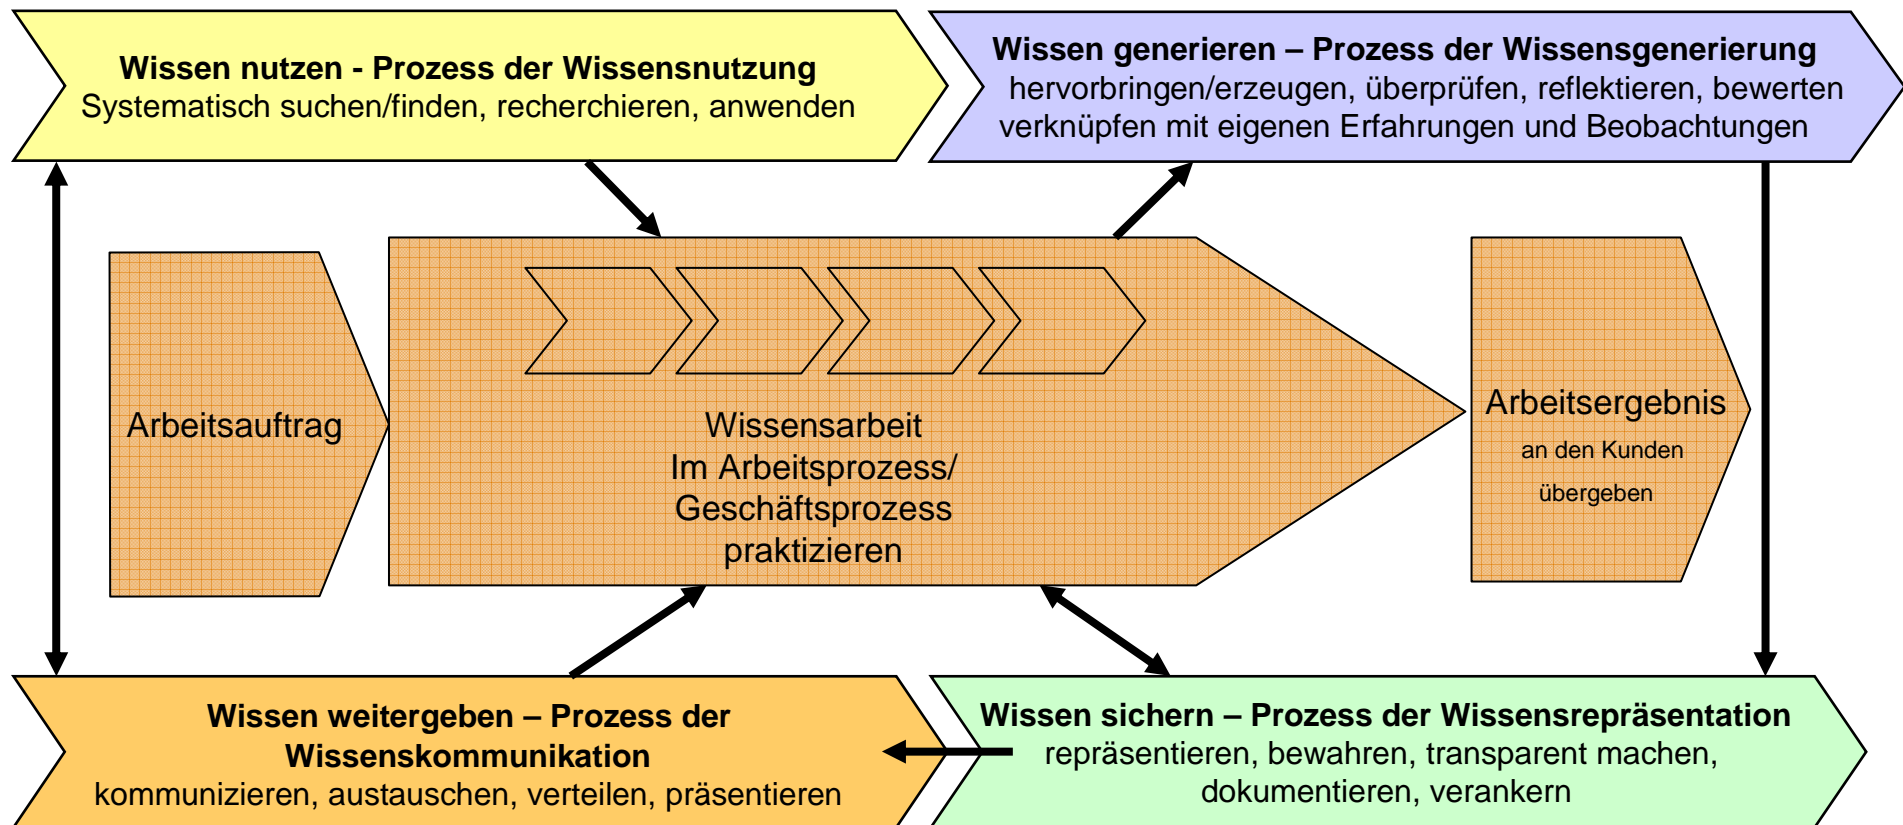 Wissen nutzen - Prozess der Wissensnutzung
Systematisch suchen/finden, recherchieren, anwenden
Wissen generieren – Prozess der Wissensgenerierung
hervorbringen/erzeugen, überprüfen, reflektieren, bewerten
verknüpfen mit eigenen Erfahrungen und Beobachtungen
Arbeitsauftrag
Wissensarbeit
Im Arbeitsprozess/
Geschäftsprozess
praktizieren
Arbeitsergebnis
an den Kunden
übergeben
Wissen weitergeben – Prozess der
Wissenskommunikation
kommunizieren, austauschen, verteilen, präsentieren
Wissen sichern – Prozess der Wissensrepräsentation
repräsentieren, bewahren, transparent machen,
dokumentieren, verankern